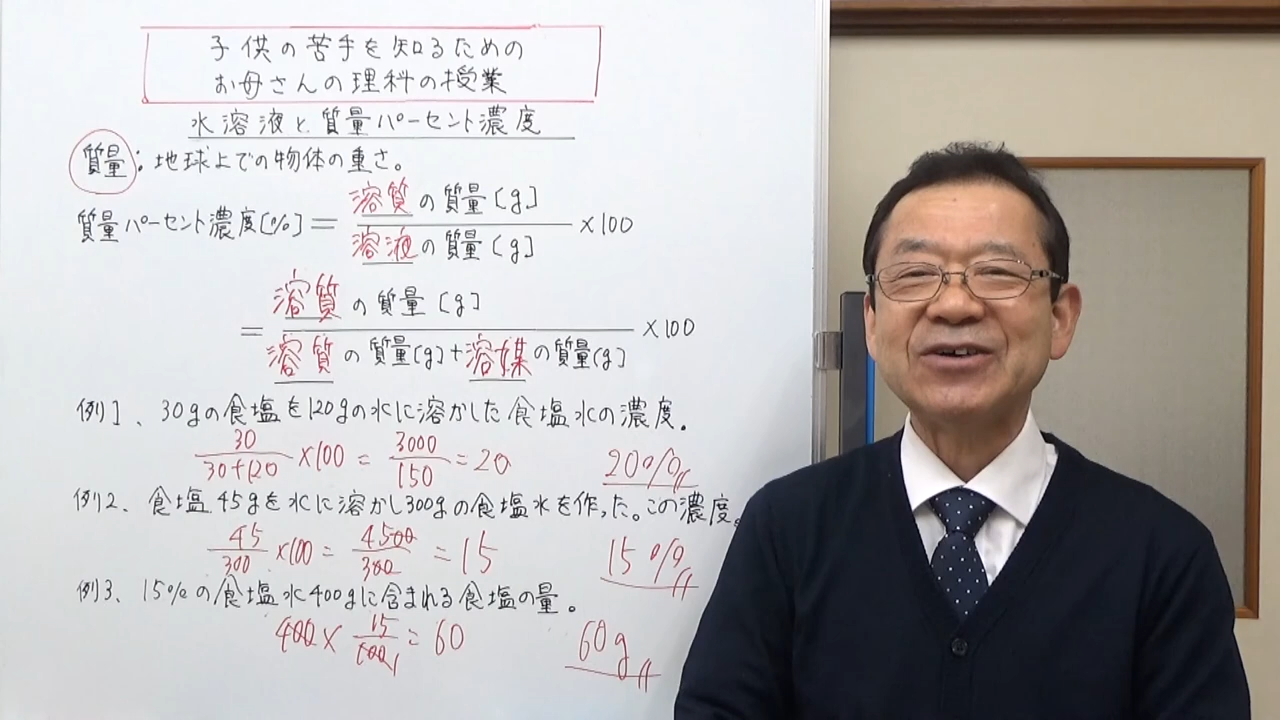 子供の苦手を知るための
お母さんの理科の授業
水溶液と質量パーセント濃度
質量:地球上での物体の重さ。
質量パーセント濃度[%]=溶質の質量[g]/溶液の質量[g]×100
=溶質の質量[g]/溶質の質量[g]+溶媒の質量[g]×100
例1、30gの食塩を120gの水に溶かした食塩水の濃度。
30/30+120×100=3000/150=20 20%
例2、食塩45gを水に溶かし300gの食塩水を作った。この濃度。
45/300×100=4500/300=15 15%
例3、15%の食塩水400gに含まれる食塩の量。
400×15/100=60 60g